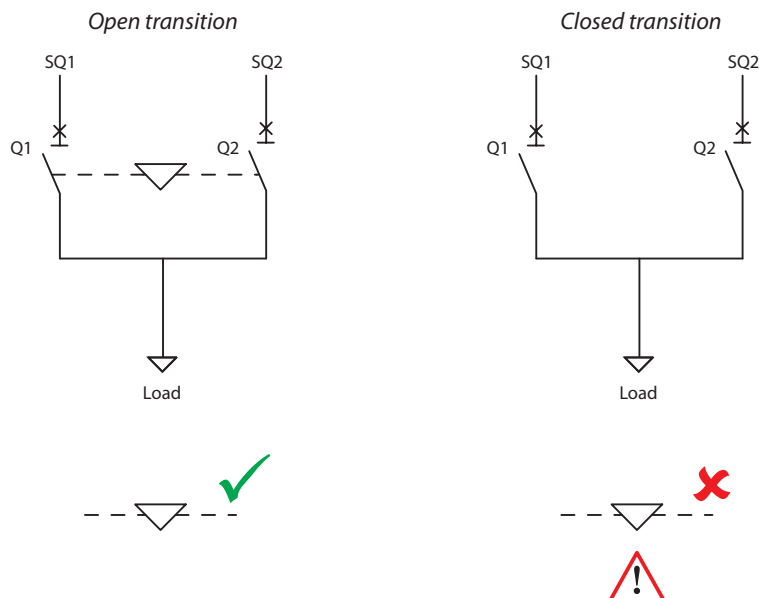 Open transition
Closed transition
SQ1
SQ2
SQ1
SQ2
Q1
Q2
Q1
Q2
Load
Load
!